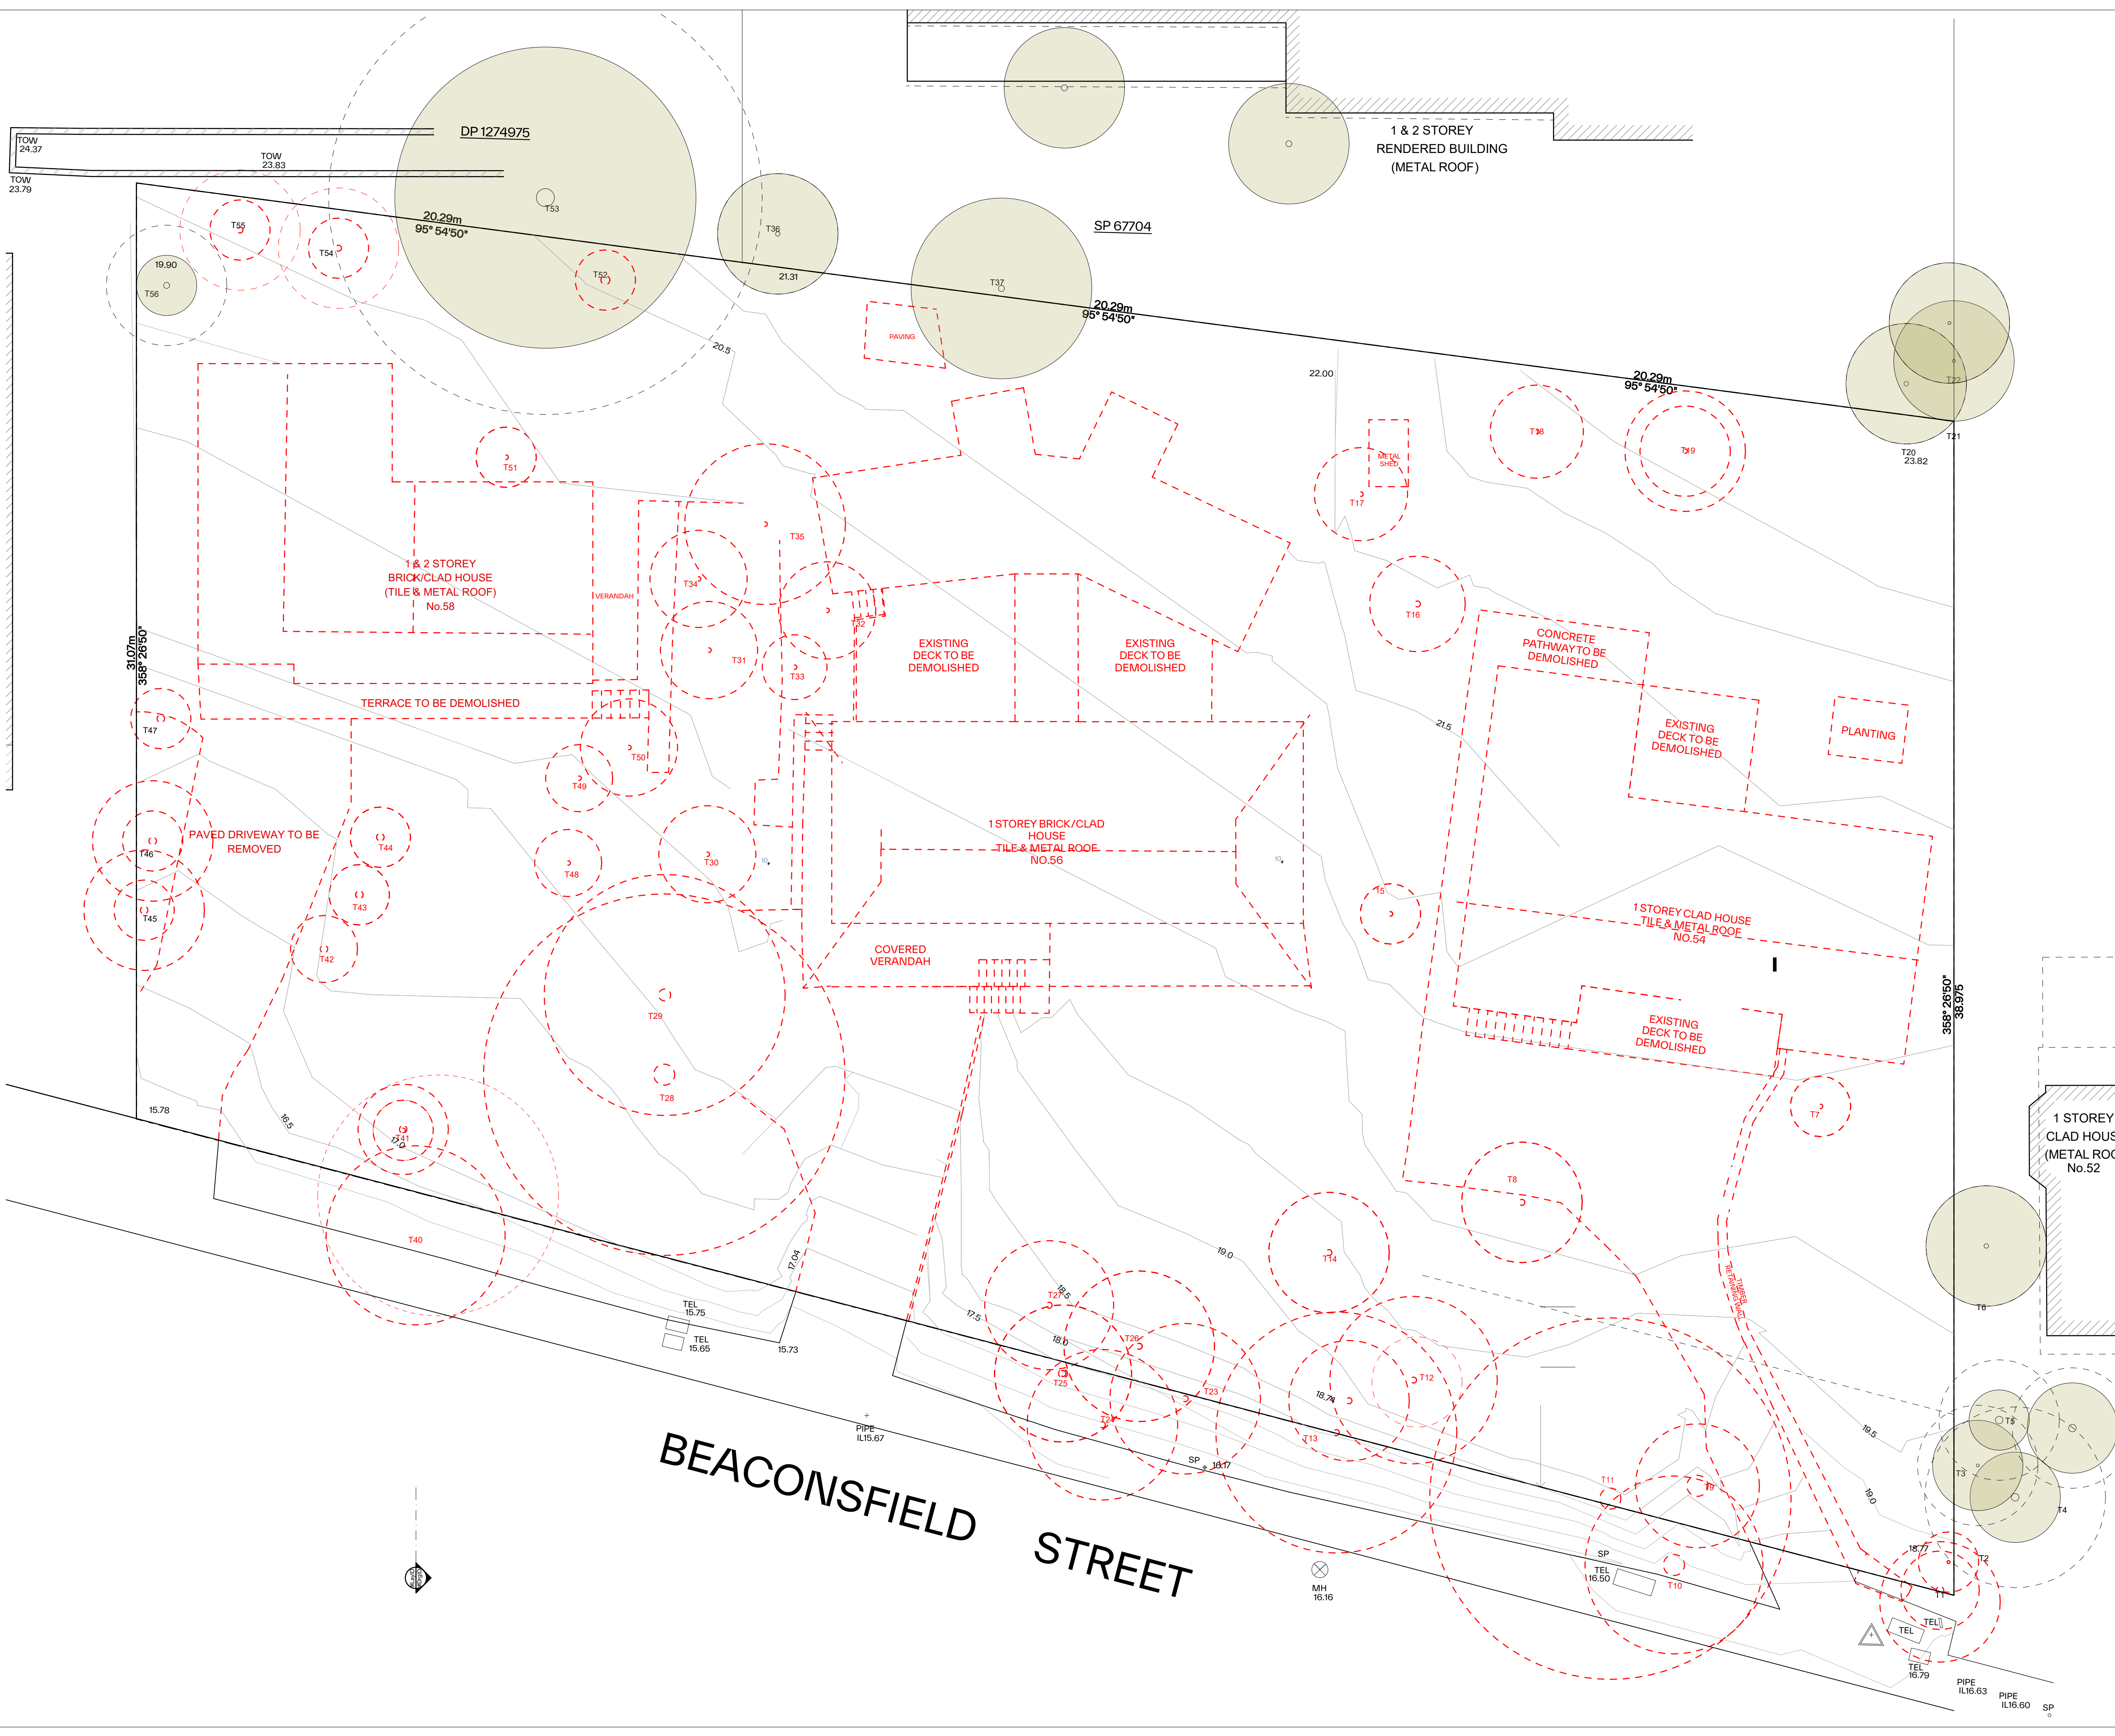 DP 1274975
1 & 2 STOREY
RENDERED BUILDING
(METAL ROOF)
TOW
24.37
TOW
23.83
TOW
23.79
T55
T54
20.29m
95° 54'50"
T53
T36
SP 67704
T52
21.31
T37
19.90
T56
20.29m
95° 54'50"
PAVING
20.5
22.00
20.29m
95° 54'50"
T22
T21
T20
23.82
T18
T19
METAL
SHED
T17
T51
T35
1 & 2 STOREY
BRICK/CLAD HOUSE
(TILE & METAL ROOF)
No.58
VERANDAH
T34
T32
T16
31.07m
358° 26'50"
T31
T33
EXISTING
DECK TO BE
DEMOLISHED
EXISTING
DECK TO BE
DEMOLISHED
CONCRETE
PATHWAY TO BE
DEMOLISHED
TERRACE TO BE DEMOLISHED
T47
T50
T49
21.5
EXISTING
DECK TO BE
DEMOLISHED
PLANTING
PAVED DRIVEWAY TO BE
REMOVED
T46
T44
T48
T30
10
1 STOREY BRICK/CLAD
HOUSE
TILE & METAL ROOF
NO.56
10
T45
T43
T42
15
1 STOREY CLAD HOUSE
TILE & METAL ROOF
NO.54
COVERED
VERANDAH
T29
EXISTING
DECK TO BE
DEMOLISHED
358° 26'50"
38.975
T28
15.78
16.5
T41
17.0
T7
1 STOREY
CLAD HOUS
(METAL ROO
No.52
T8
T40
17.04
T14
19.0
TIMBER
RETAINING WALL
T6
T27
18.5
17.5
18.0
T26
TEL
15.75
TEL
15.65
15.73
T25
T23
T24
18.74
T12
T13
PIPE
IL15.67
SP
16.17
T11
T9
T10
19.5
19.0
T5
T3
T4
BEACONSFIELD STREET
MH
16.16
SP
TEL
16.50
18.77
T2
T1
TEL
TEL
TEL
16.79
PIPE
IL16.63
PIPE
IL16.60
SP